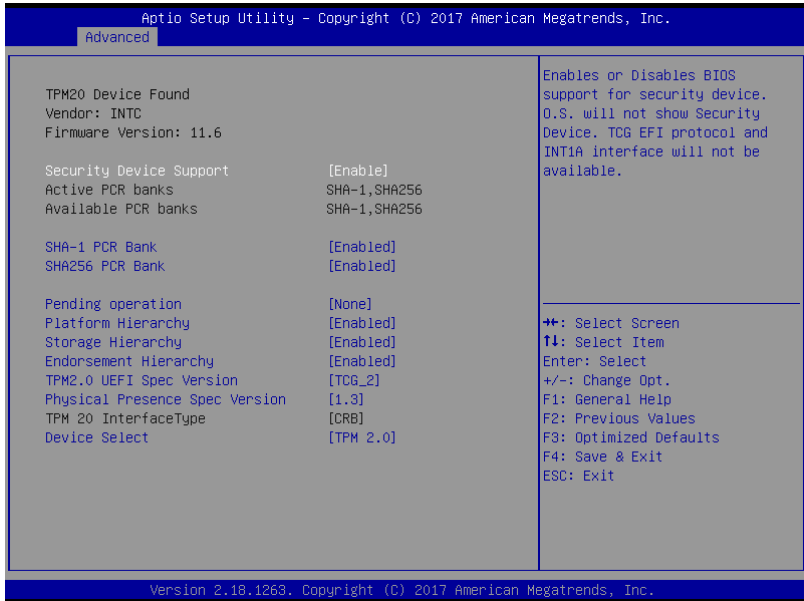 Aptio Setup Utility – Copyright (C) 2017 American Megatrends, Inc.
Advanced
TPM20 Device Found
Vendor: INTC
Firmware Version: 11.6
Security Device Support [Enable]
Active PCR banks SHA-1,SHA256
Available PCR banks SHA-1,SHA256
SHA-1 PCR Bank [Enabled]
SHA256 PCR Bank [Enabled]
Pending operation [None]
Platform Hierarchy [Enabled]
Storage Hierarchy [Enabled]
Endorsement Hierarchy [Enabled]
TPM2.0 UEFI Spec Version [TCG_2]
Physical Presence Spec Version [1.3]
TPM 20 InterfaceType [CRB]
Device Select [TPM 2.0]
Enables or Disables BIOS
support for security device.
O.S. will not show Security
Device. TCG EFI protocol and
INT1A interface will not be
available.
→←: Select Screen
↑↓: Select Item
Enter: Select
+/-: Change Opt.
F1: General Help
F2: Previous Values
F3: Optimized Defaults
F4: Save & Exit
ESC: Exit
Version 2.18.1263. Copyright (C) 2017 American Megatrends, Inc.